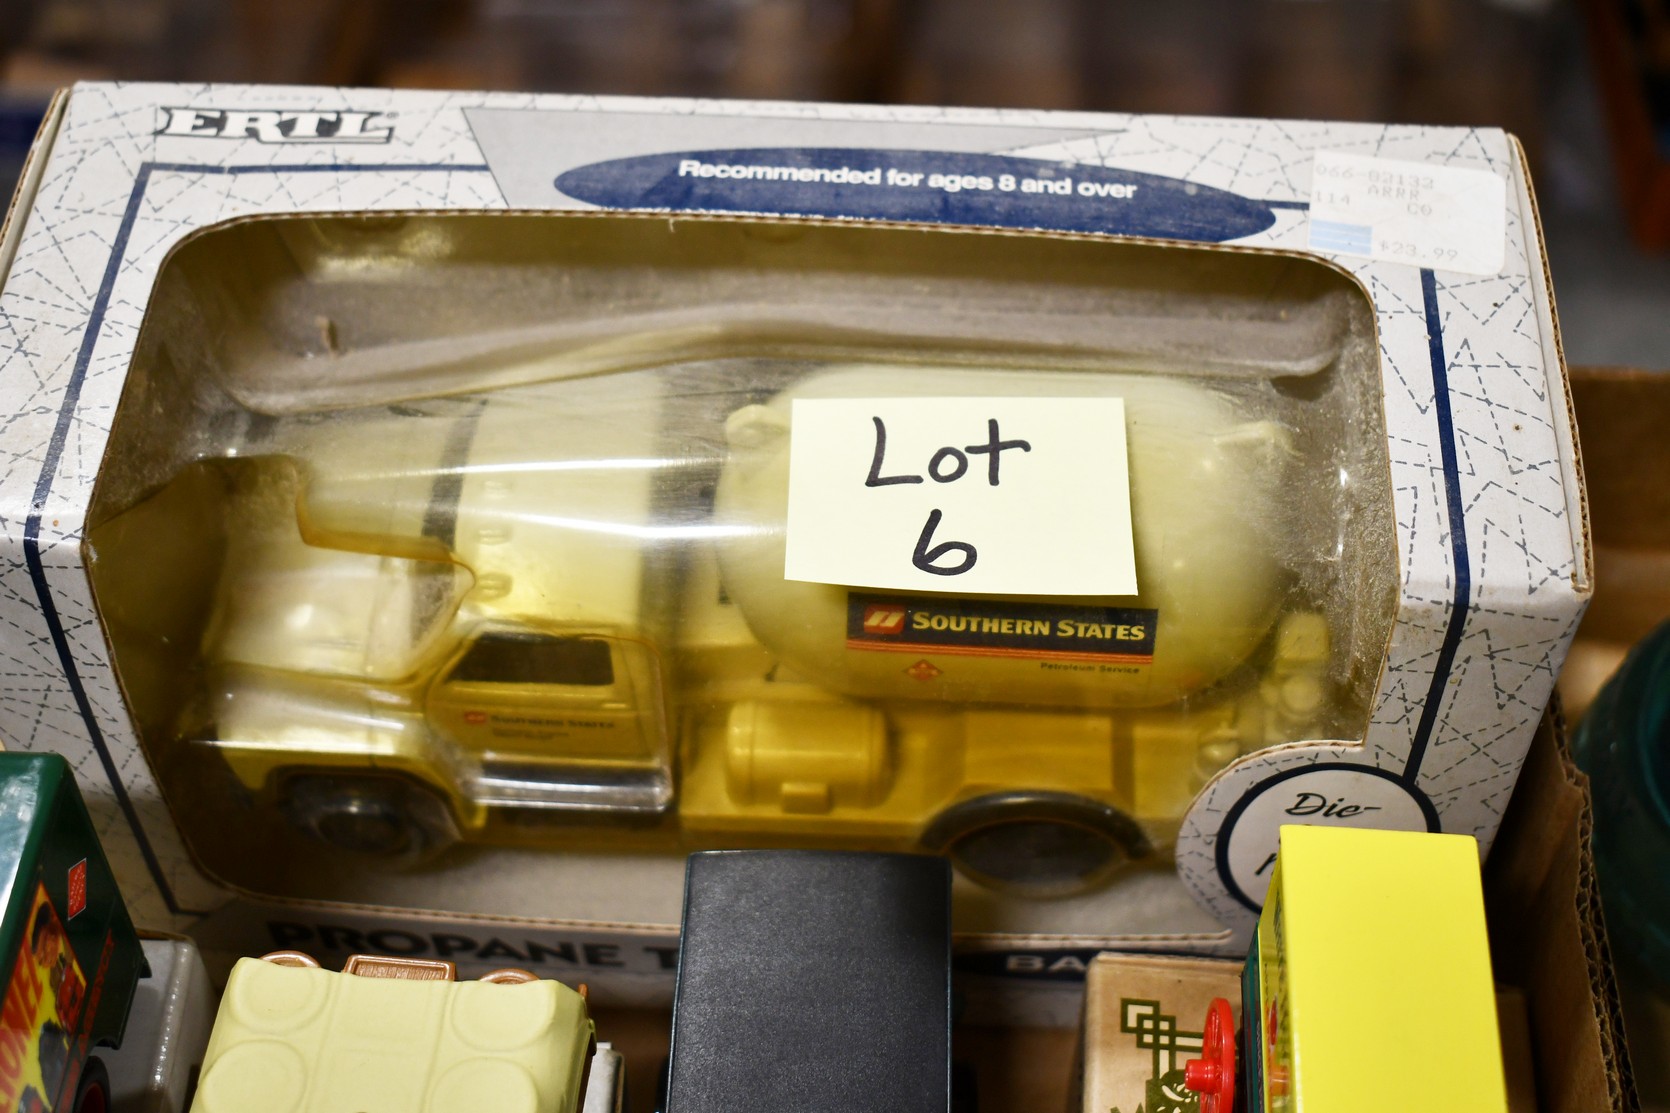 ERTL
Recommended for ages 8 and over
066-82132
ARRR
114 CO
$23.99
Lot
6
SOUTHERN STATES
Petroleum Service
SOUTHERN STATES
Die-
PROPANE T
BA